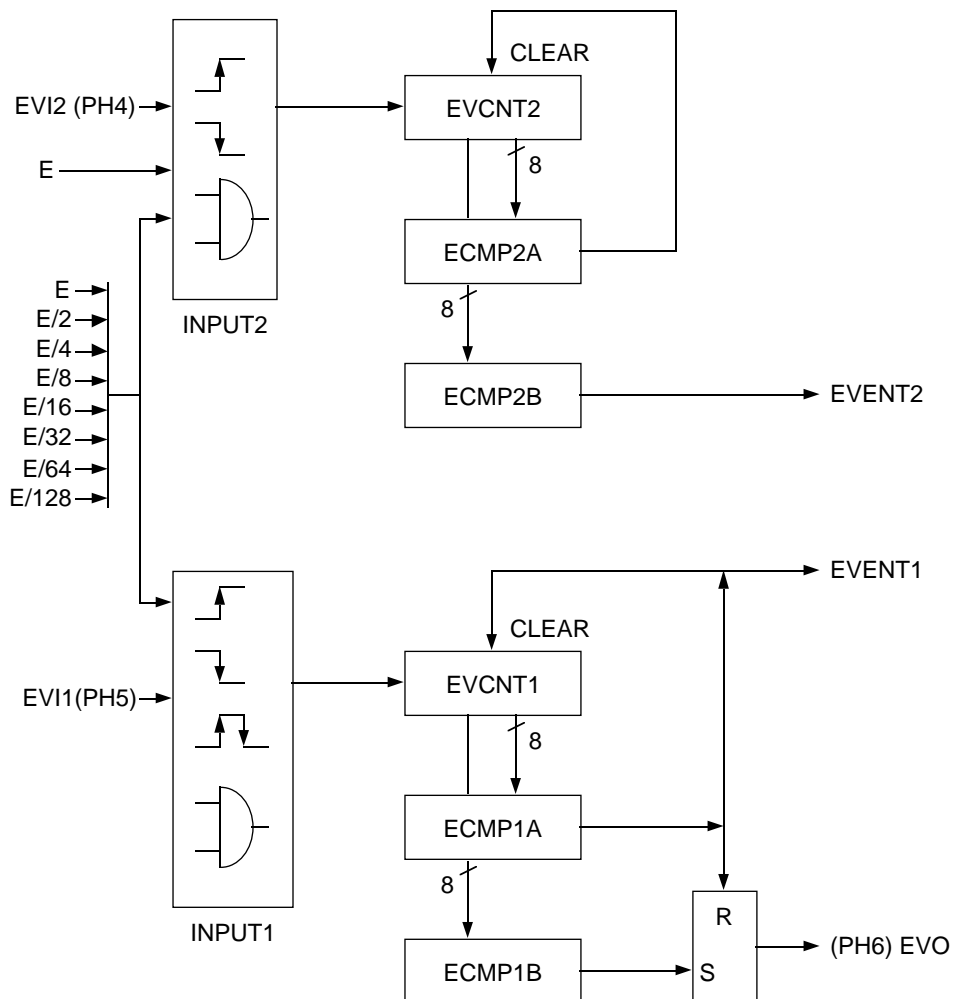 CLEAR
EVI2 (PH4)
EVCNT2
E
8
ECMP2A
E
INPUT2
8
E/2
E/4
E/8
ECMP2B
EVENT2
E/16
E/32
E/64
E/128
EVENT1
CLEAR
EVI1(PH5)
EVCNT1
8
ECMP1A
8
R
INPUT1
(PH6) EVO
ECMP1B
S